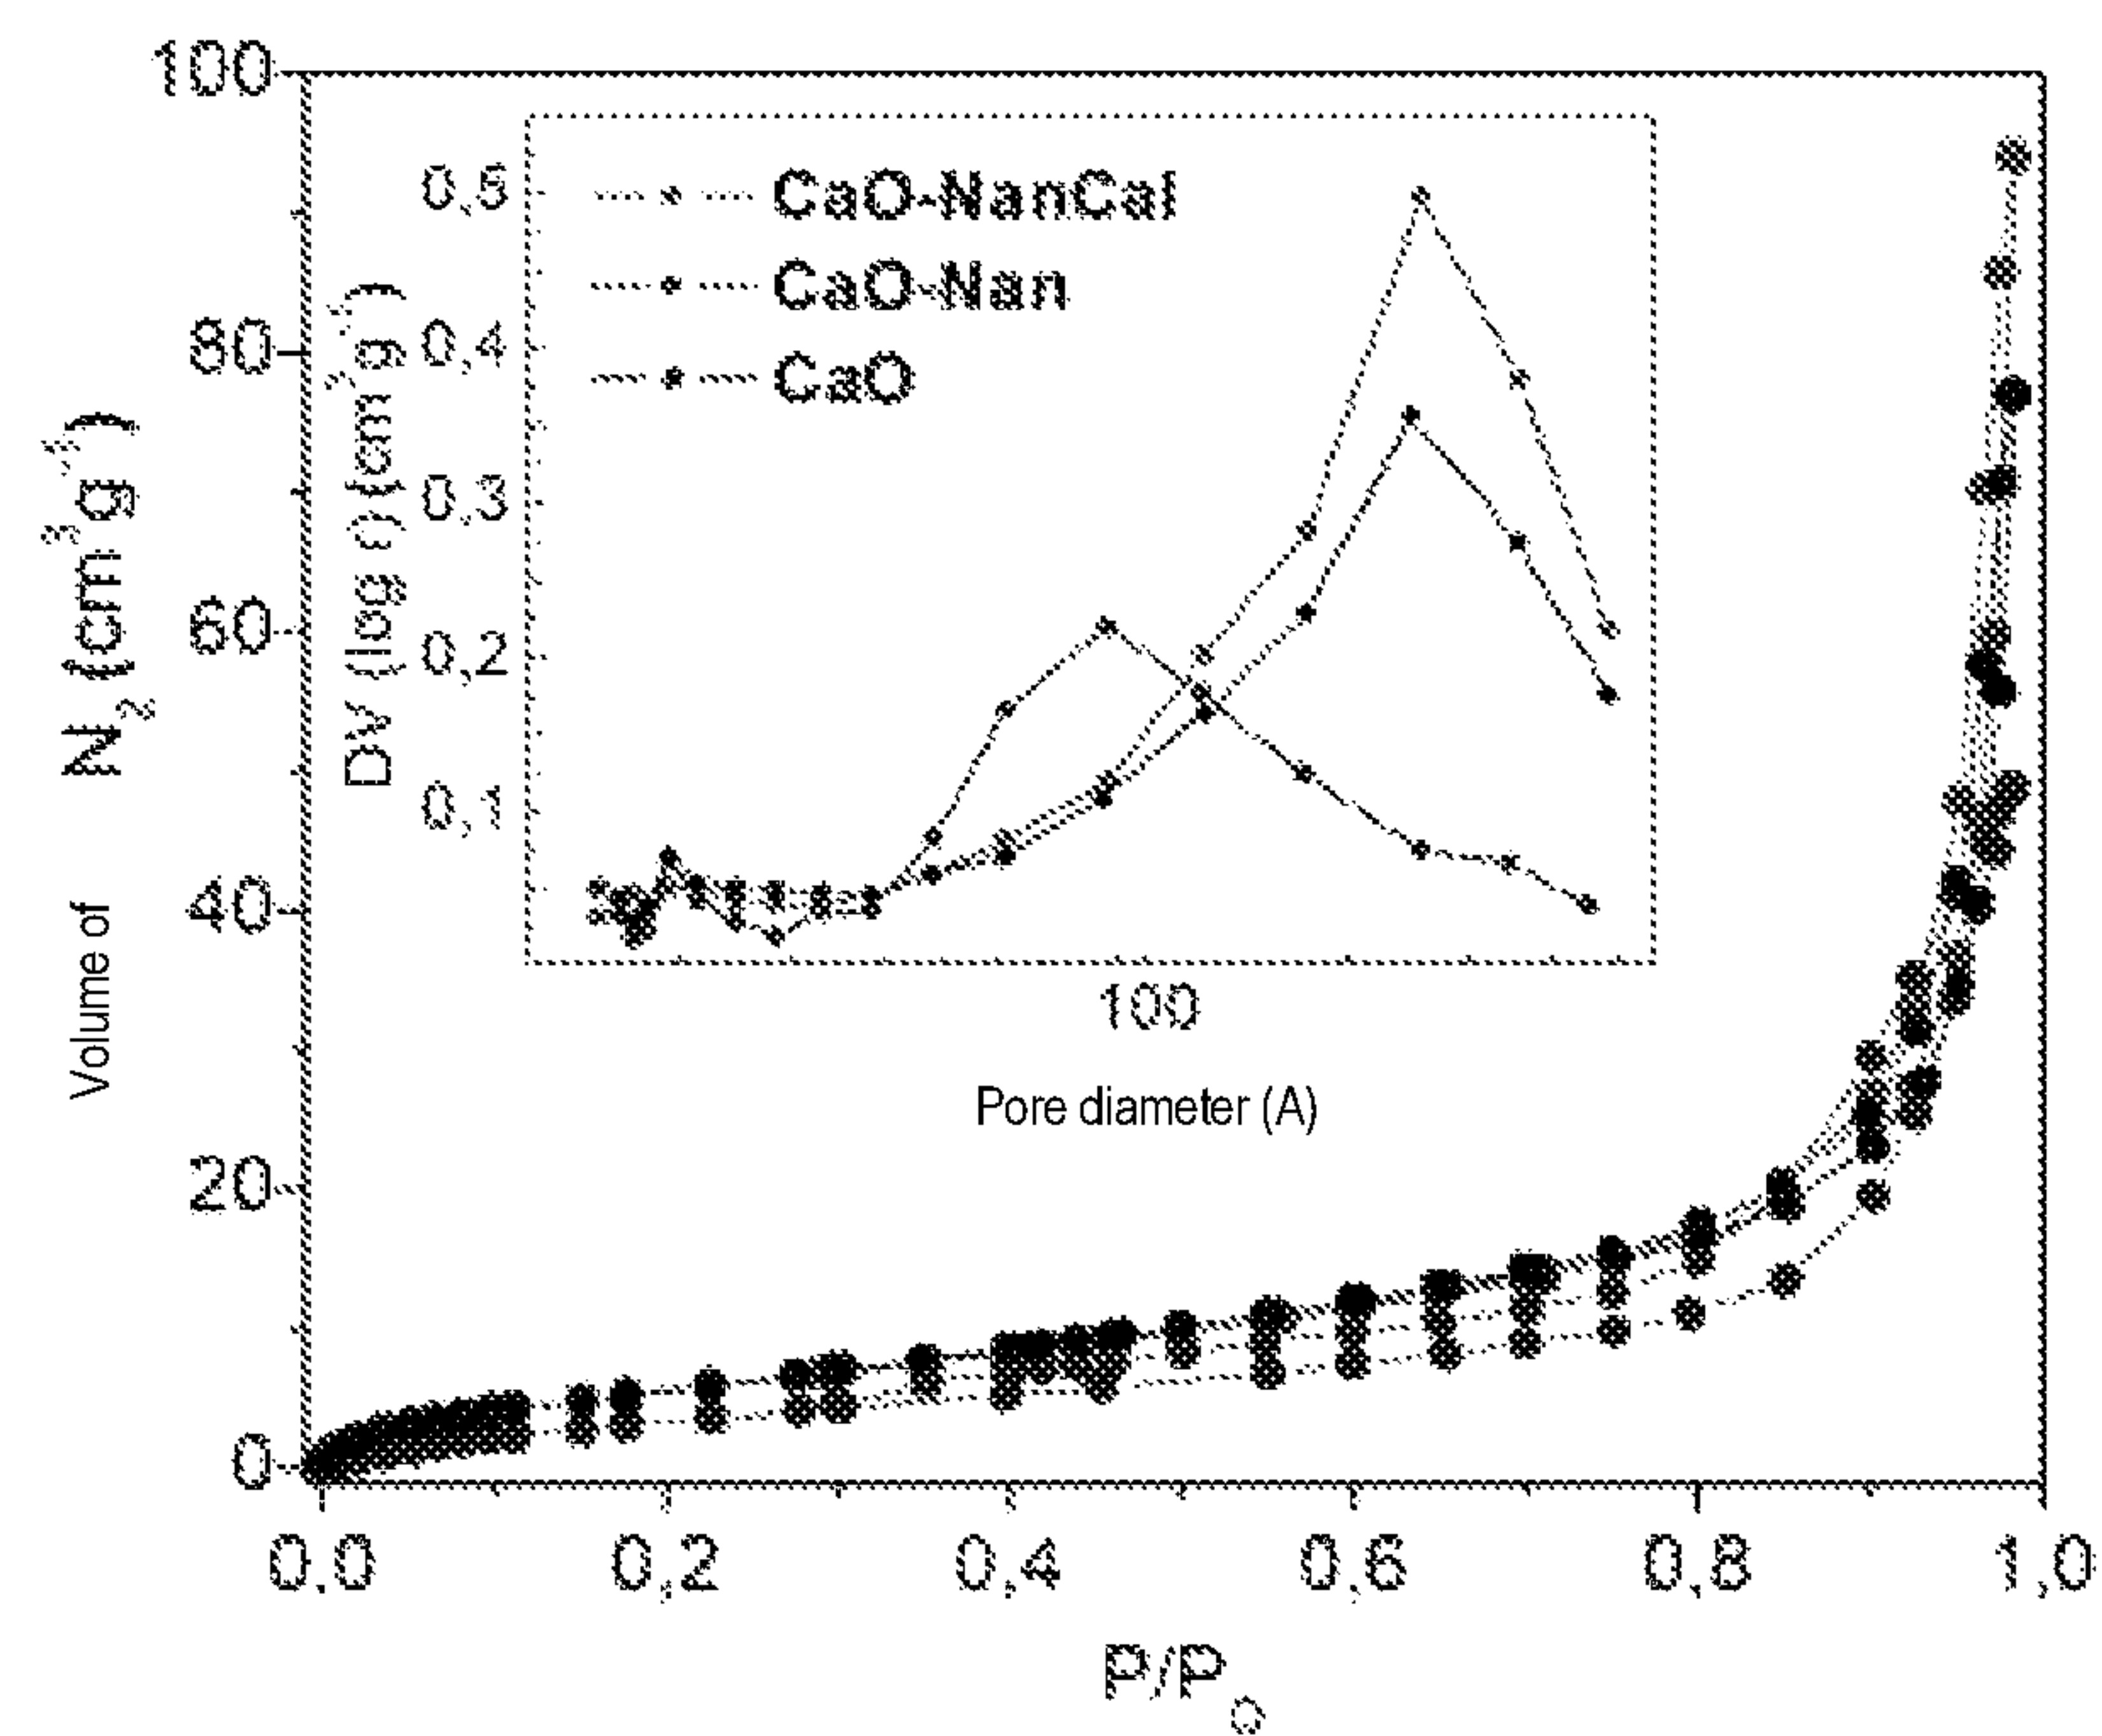 100
80
60
40
20
0
Volume of N₂ (cm³g⁻¹)
0,5
0,4
0,3
0,2
0,1
DV (log r) (cm³g⁻¹)
CaO-NanCal
CaO-Nan
CaO
100
Pore diameter (A)
0,0 0,2 0,4 0,6 0,8 1,0
P/P₀